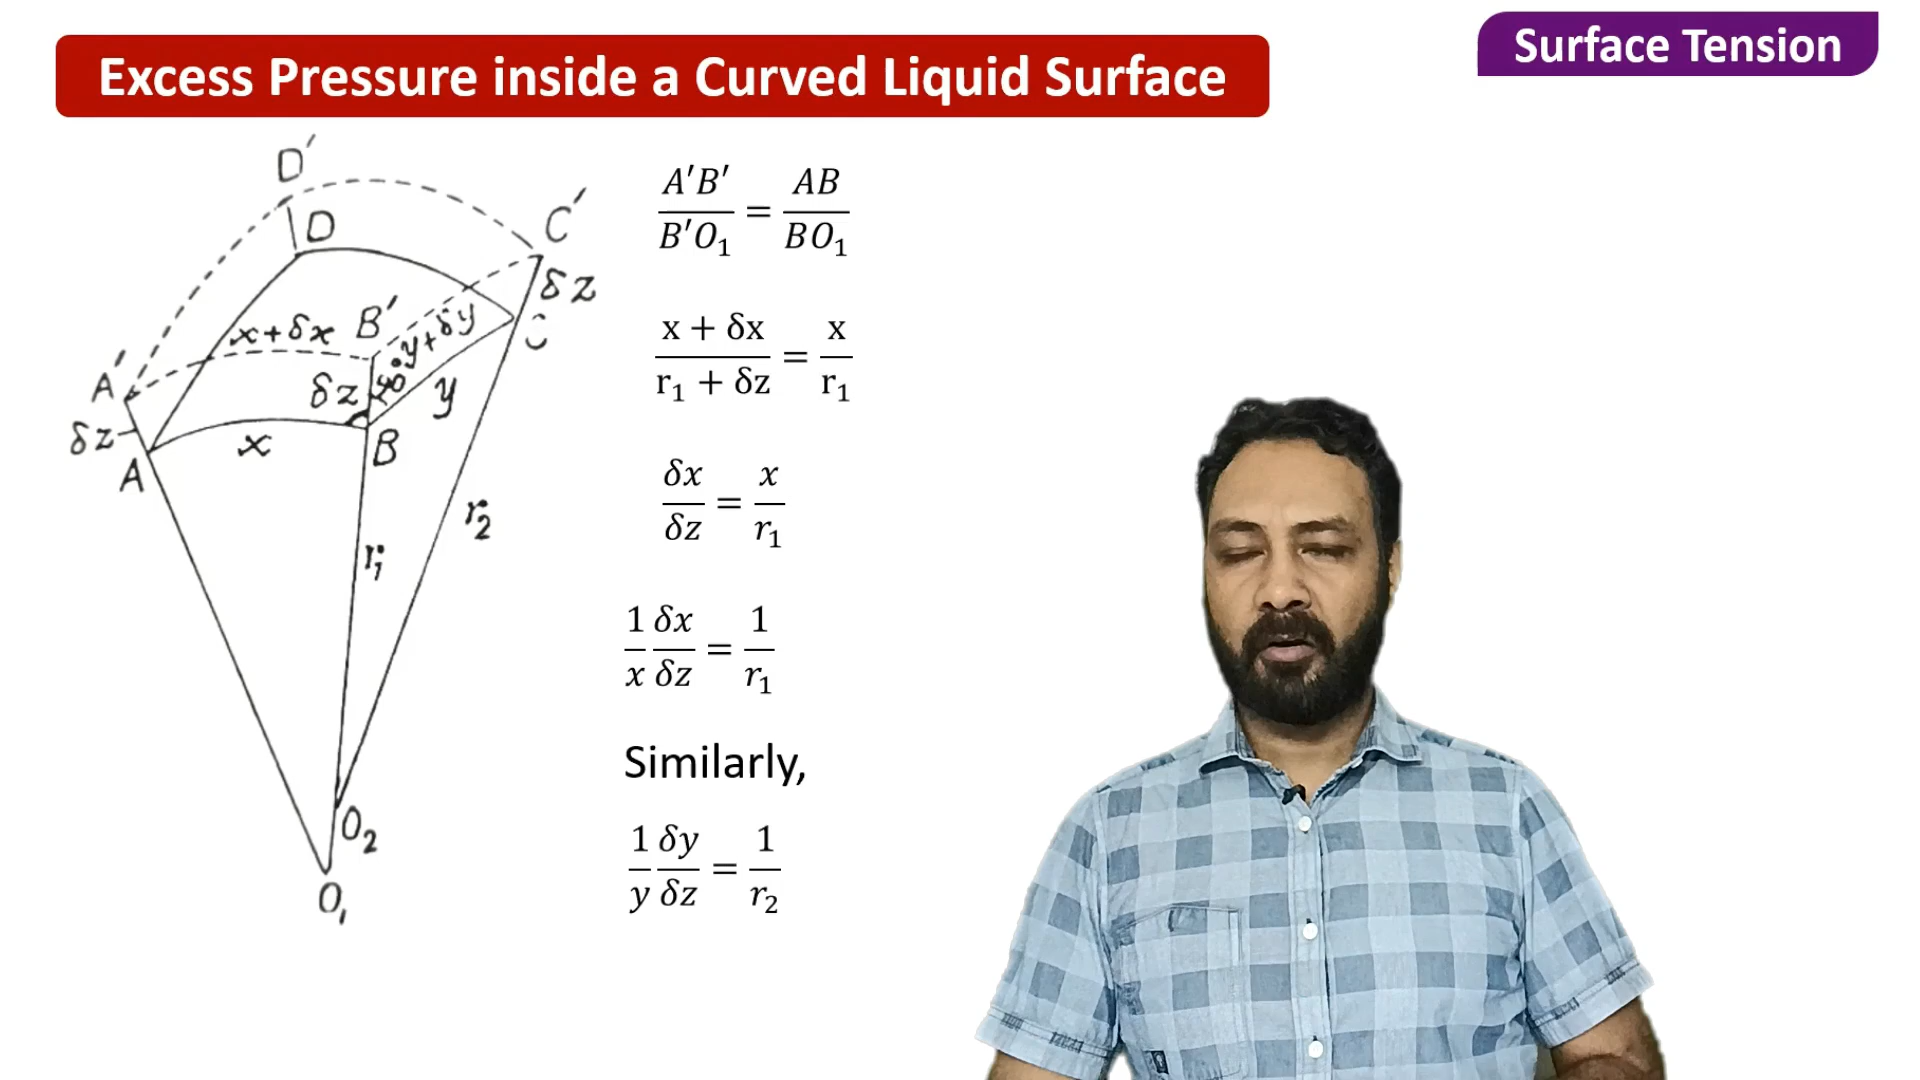 Surface Tension
Excess Pressure inside a Curved Liquid Surface
D′
D
C′
δz
C
x+δx
B′
y+δy
A′
δz
90°
y
δz
x
B
A
r₂
r₁
O₂
O₁
A′B′/B′O₁ = AB/BO₁
(x + δx)/(r₁ + δz) = x/r₁
δx/δz = x/r₁
1/x δx/δz = 1/r₁
Similarly,
1/y δy/δz = 1/r₂